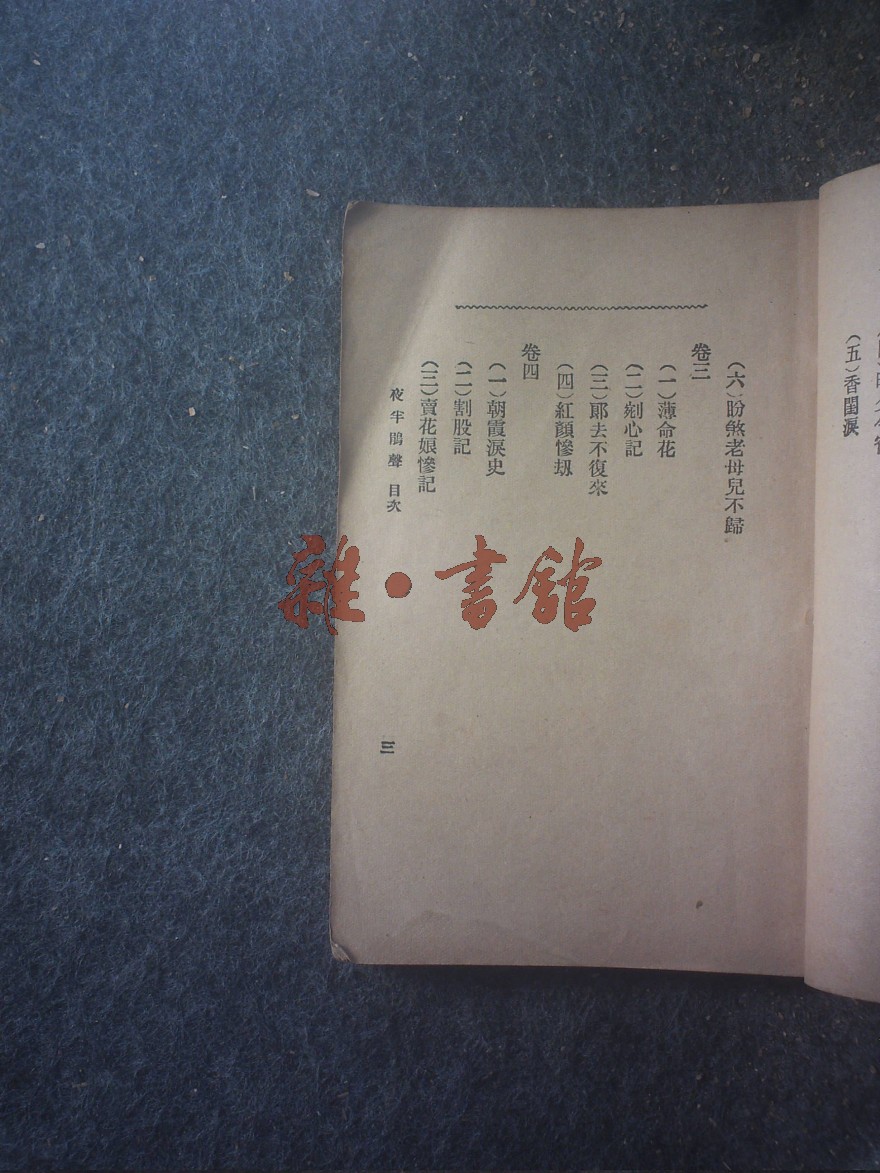 （五）香閨淚
（六）盼煞老母兒不歸
卷三
（一）薄命花
（二）剜心記
（三）郎去不復來
（四）紅顏慘刼
卷四
（一）朝霞淚史
（二）割股記
（三）賣花娘慘記
夜半鵑聲 目次
三
雜·書館